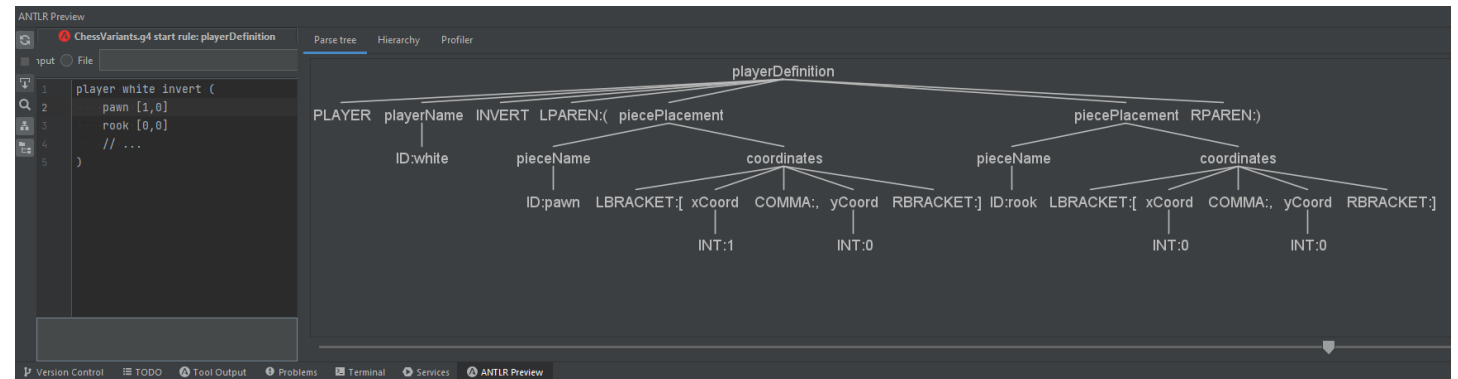 ANTLR Preview
ChessVariants.g4 start rule: playerDefinition
nput File
1 player white invert (
2 pawn [1,0]
3 rook [0,0]
4 // ...
5 )
Parse tree Hierarchy Profiler
playerDefinition
PLAYER playerName INVERT LPAREN:( piecePlacement piecePlacement RPAREN:)
ID:white pieceName coordinates pieceName coordinates
ID:pawn LBRACKET:[ xCoord COMMA:, yCoord RBRACKET:] ID:rook LBRACKET:[ xCoord COMMA:, yCoord RBRACKET:]
INT:1 INT:0 INT:0 INT:0
Version Control TODO Tool Output Problems Terminal Services ANTLR Preview